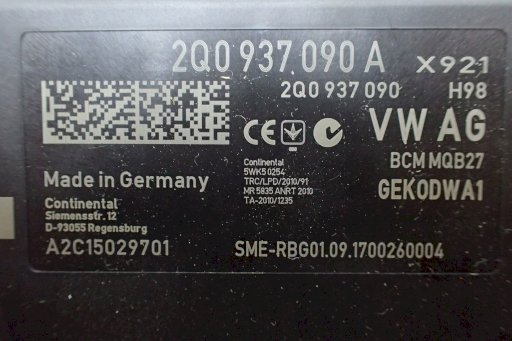 2Q0 937 090 A X921
2Q0 937 090 H98
VW AG
BCM MQB27
GEKODWA1
CE
Continental
5WK50254
TRC/LPD/2010/91
MR 5835 ANRT 2010
TA-2010/1235
Made in Germany
Continental
Siemensstr. 12
D-93055 Regensburg
A2C15029701 SME-RBG01.09.1700260004